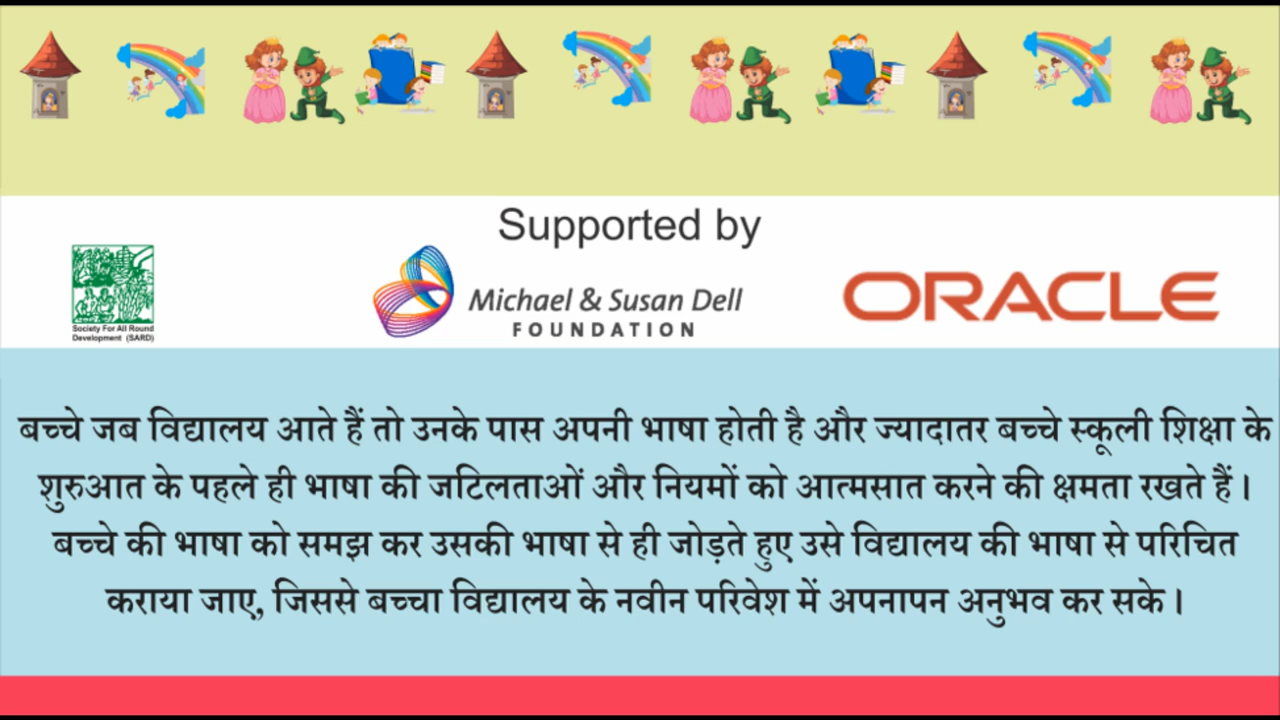 Supported by
Society For All Round
Development (SARD)
Michael & Susan Dell
FOUNDATION
ORACLE
बच्चे जब विद्यालय आते हैं तो उनके पास अपनी भाषा होती है और ज्यादातर बच्चे स्कूली शिक्षा के
शुरुआत के पहले ही भाषा की जटिलताओं और नियमों को आत्मसात करने की क्षमता रखते हैं।
बच्चे की भाषा को समझ कर उसकी भाषा से ही जोड़ते हुए उसे विद्यालय की भाषा से परिचित
कराया जाए, जिससे बच्चा विद्यालय के नवीन परिवेश में अपनापन अनुभव कर सके।